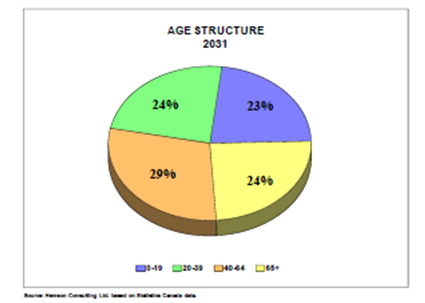 AGE STRUCTURE
2031
24% 23%
29% 24%
0-19 20-39 40-64 65+
Source: Hemson Consulting Ltd. based on Statistics Canada data.